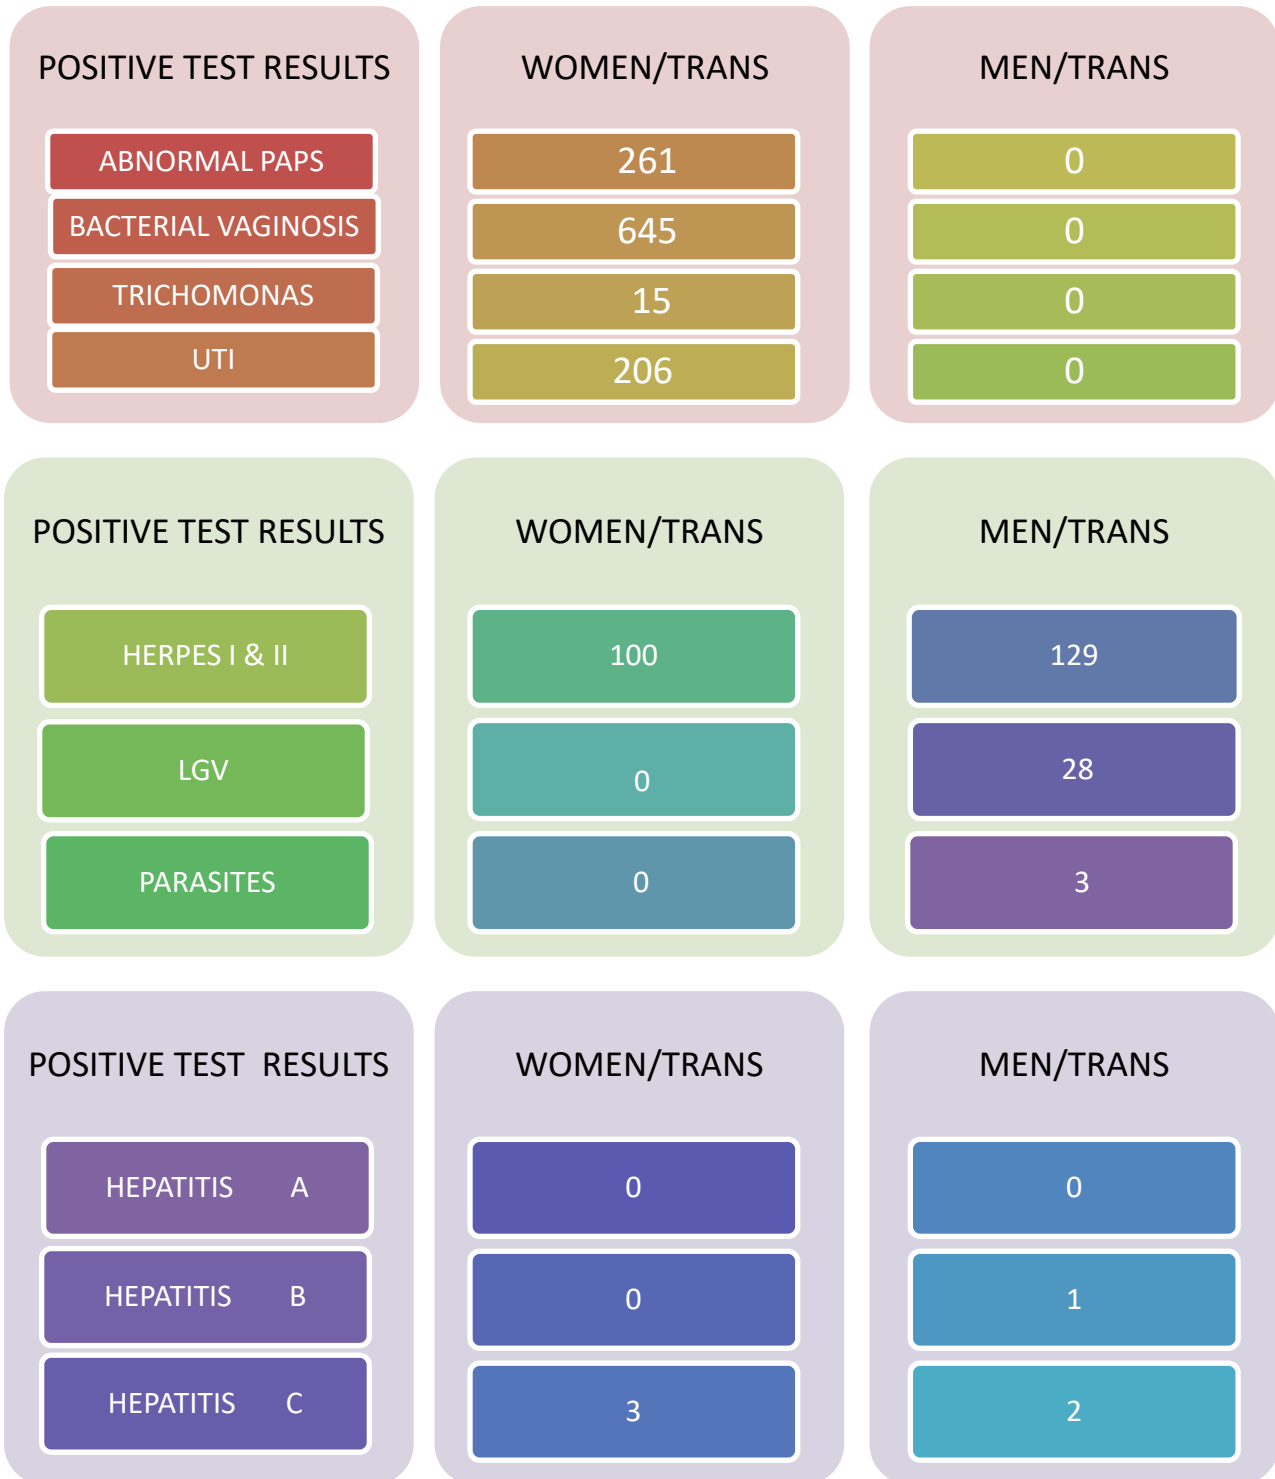 POSITIVE TEST RESULTS WOMEN/TRANS MEN/TRANS
ABNORMAL PAPS 261 0
BACTERIAL VAGINOSIS 645 0
TRICHOMONAS 15 0
UTI 206 0
POSITIVE TEST RESULTS WOMEN/TRANS MEN/TRANS
HERPES I & II 100 129
LGV 0 28
PARASITES 0 3
POSITIVE TEST RESULTS WOMEN/TRANS MEN/TRANS
HEPATITIS A 0 0
HEPATITIS B 0 1
HEPATITIS C 3 2